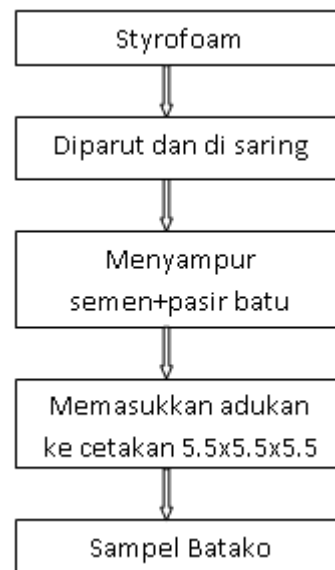 Styrofoam
Diparut dan di saring
Menyampur
semen+pasir batu
Memasukkan adukan
ke cetakan 5.5x5.5x5.5
Sampel Batako